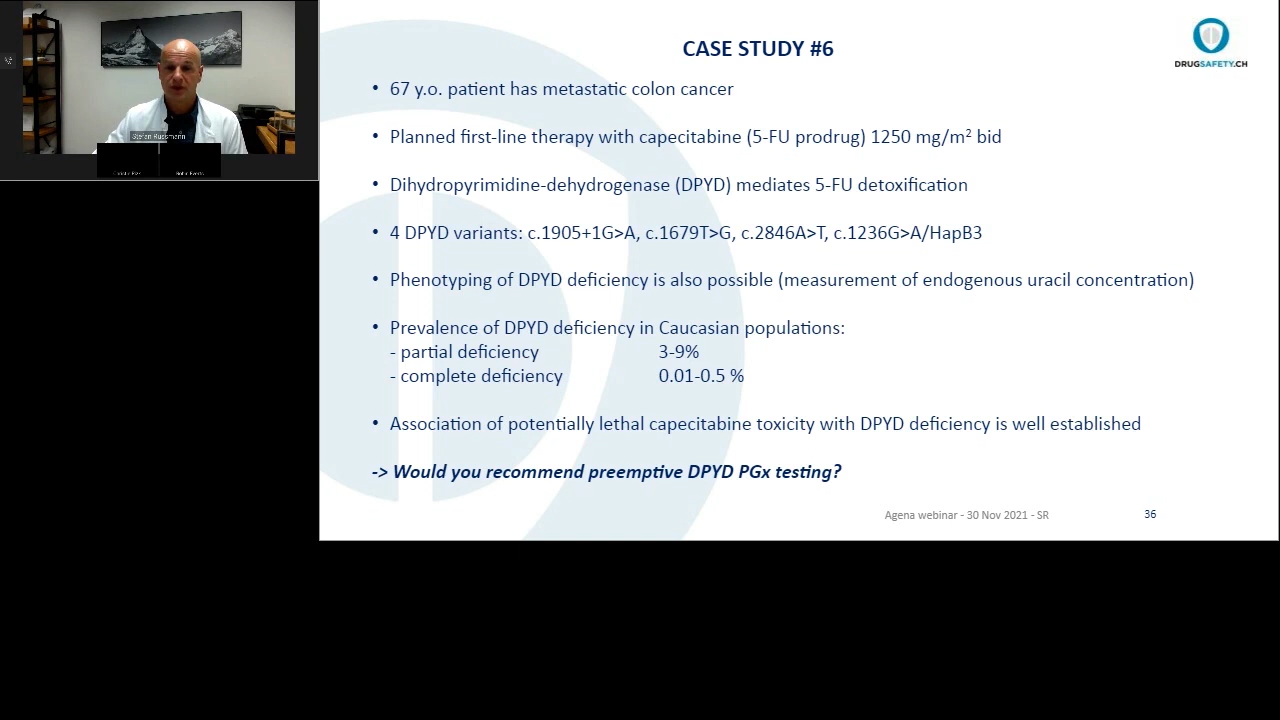 Stefan Russmann
CASE STUDY #6
DRUGSAFETY.CH
• 67 y.o. patient has metastatic colon cancer
• Planned first-line therapy with capecitabine (5-FU prodrug) 1250 mg/m² bid
• Dihydropyrimidine-dehydrogenase (DPYD) mediates 5-FU detoxification
• 4 DPYD variants: c.1905+1G>A, c.1679T>G, c.2846A>T, c.1236G>A/HapB3
• Phenotyping of DPYD deficiency is also possible (measurement of endogenous uracil concentration)
• Prevalence of DPYD deficiency in Caucasian populations:
- partial deficiency 3-9%
- complete deficiency 0.01-0.5 %
• Association of potentially lethal capecitabine toxicity with DPYD deficiency is well established
-> Would you recommend preemptive DPYD PGx testing?
Agena webinar - 30 Nov 2021 - SR
36